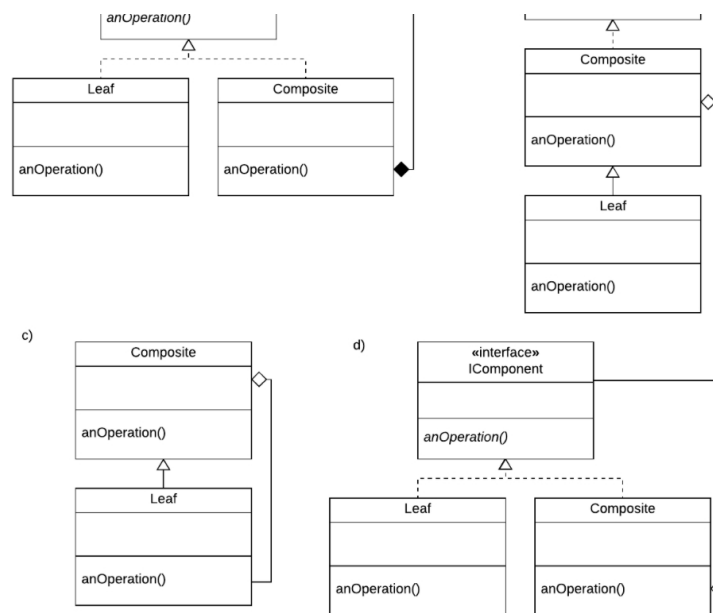 anOperation()
Leaf
Composite
anOperation()
anOperation()
Composite
anOperation()
Leaf
anOperation()
c)
Composite
anOperation()
Leaf
anOperation()
d)
«interface»
IComponent
anOperation()
Leaf
Composite
anOperation()
anOperation()